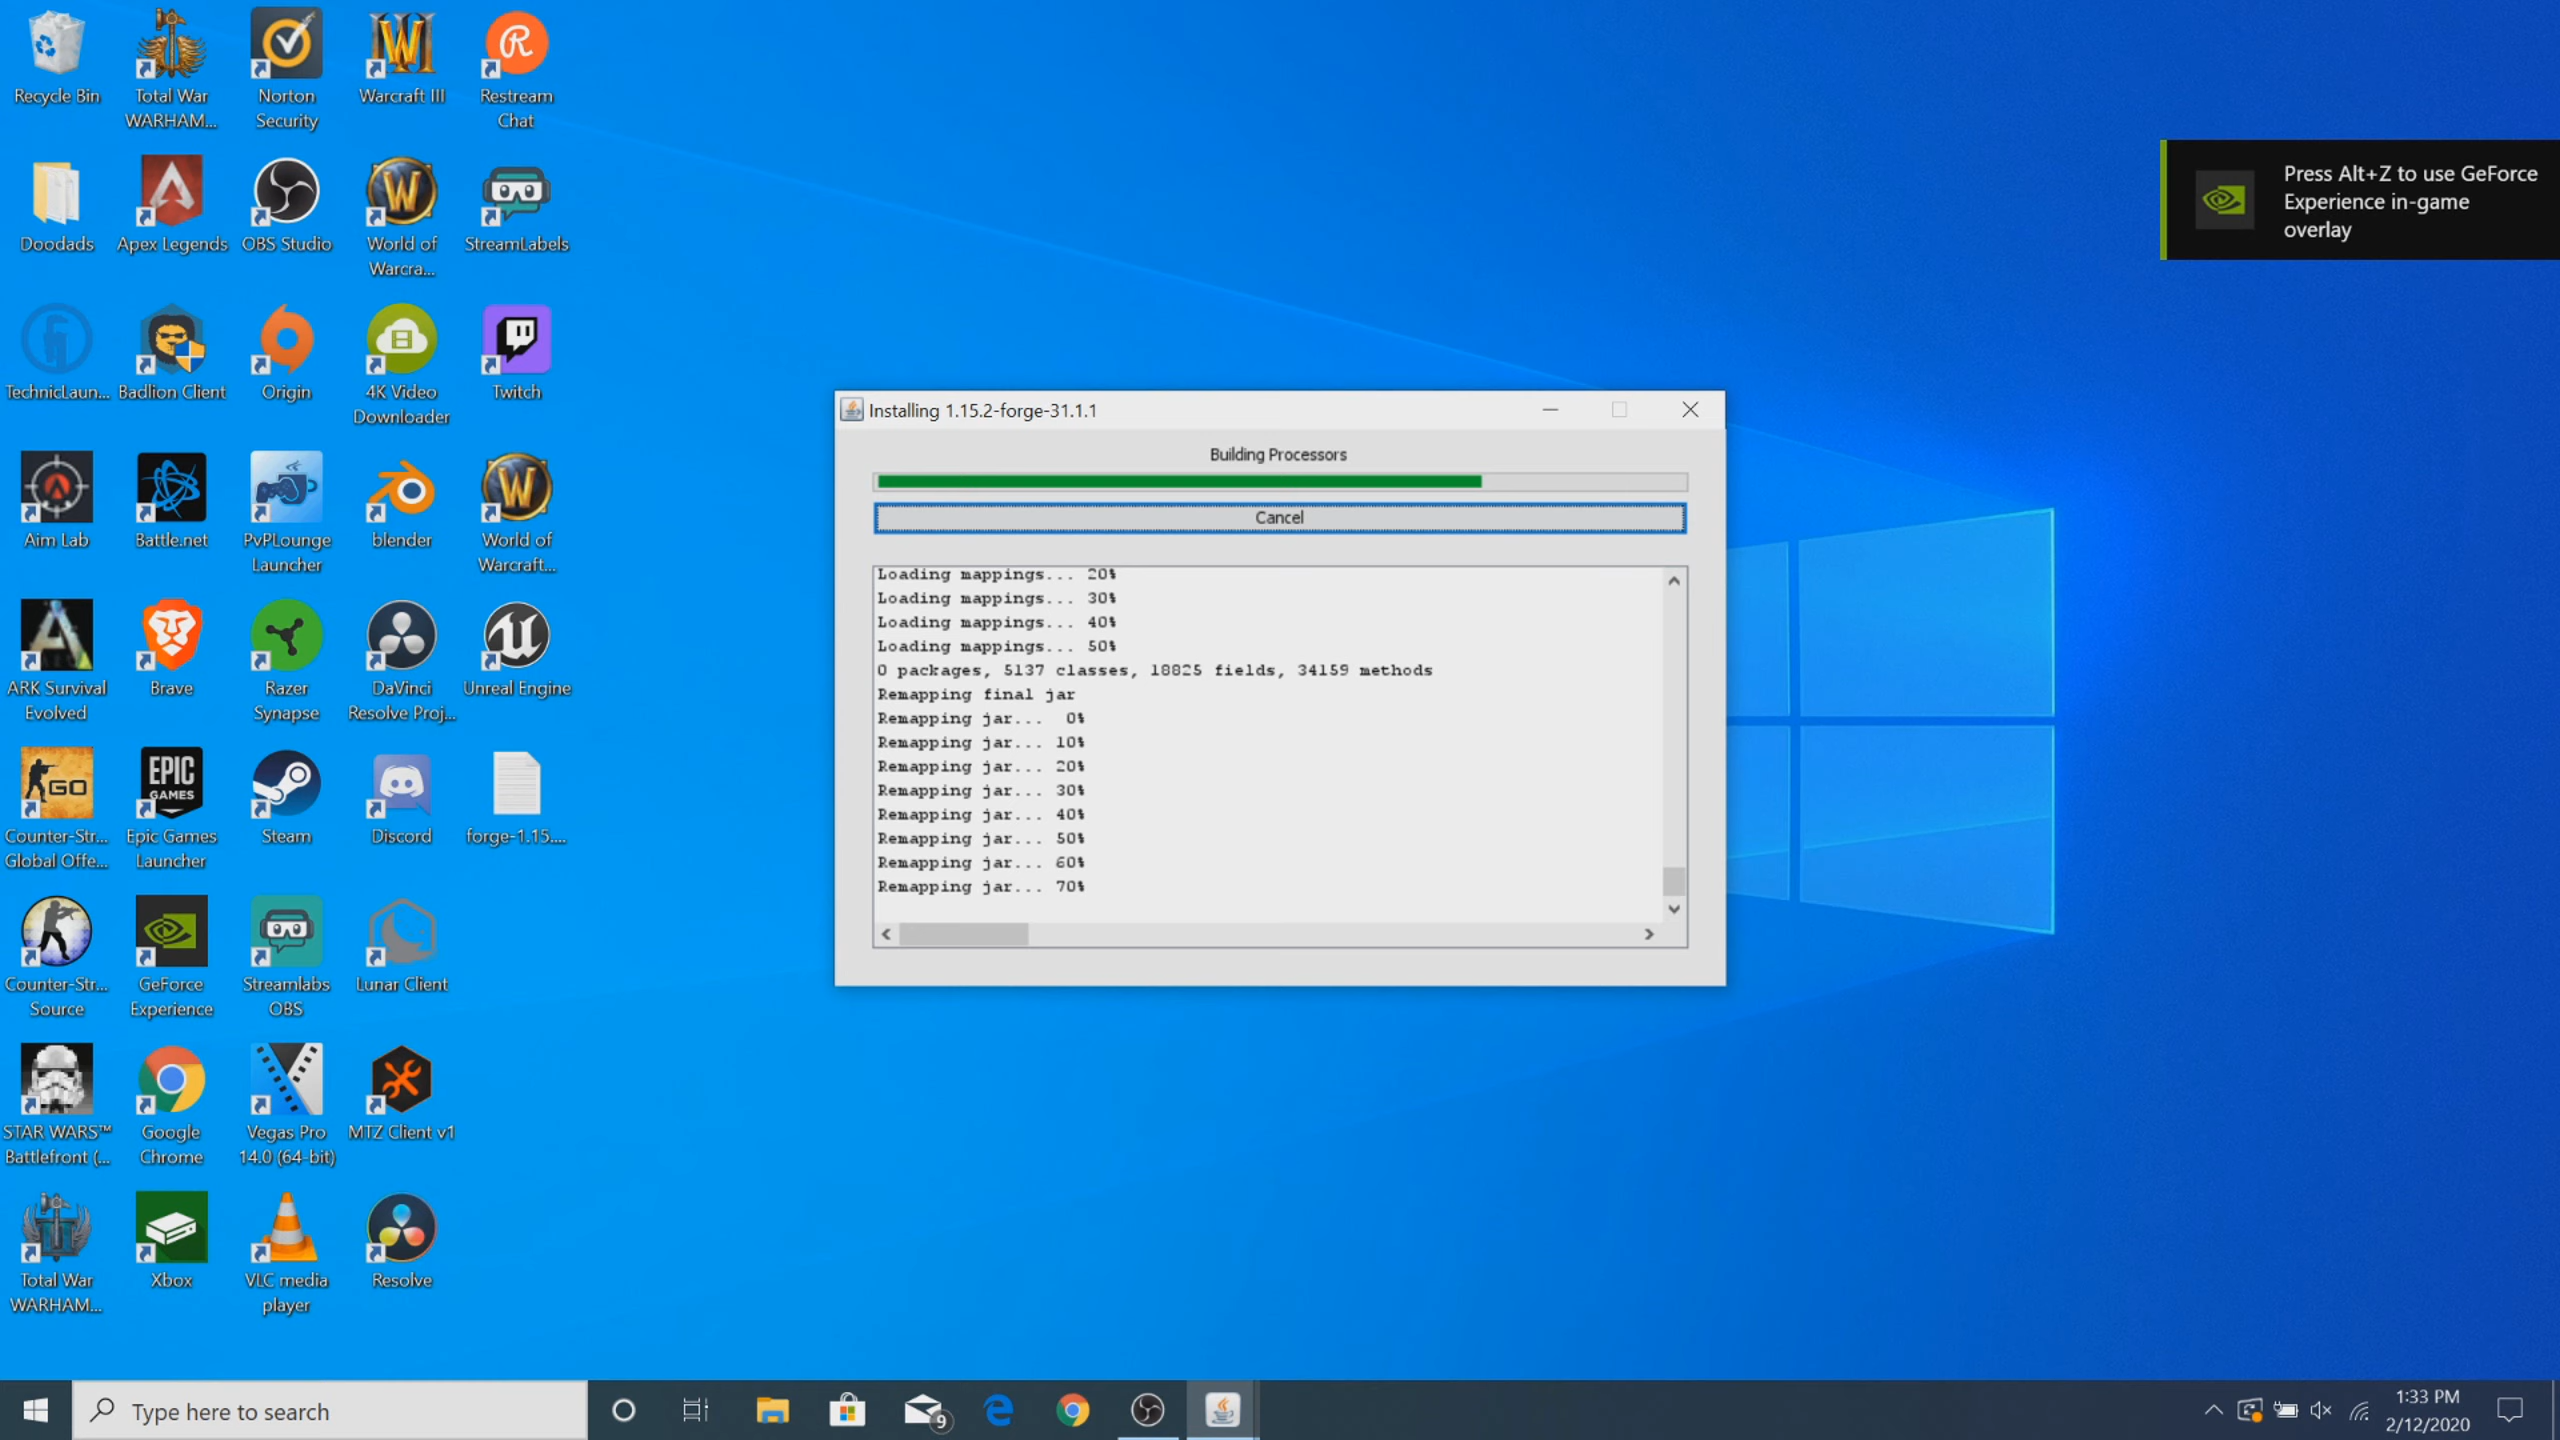 Recycle Bin
Total War
WARHAM...
Norton
Security
Warcraft III
Restream
Chat
Doodads
Apex Legends
OBS Studio
World of
Warcra...
StreamLabels
TechnicLaun...
Badlion Client
Origin
4K Video
Downloader
Twitch
Aim Lab
Battle.net
PvPLounge
Launcher
blender
World of
Warcraft...
ARK Survival
Evolved
Brave
Razer
Synapse
DaVinci
Resolve Proj...
Unreal Engine
GO
Counter-Str...
Global Offe...
EPIC
GAMES
Epic Games
Launcher
Steam
Discord
forge-1.15....
Counter-Str...
Source
GeForce
Experience
Streamlabs
OBS
Lunar Client
STAR WARS™
Battlefront (...
Google
Chrome
Vegas Pro
14.0 (64-bit)
MTZ Client v1
Total War
WARHAM...
Xbox
VLC media
player
Resolve
Press Alt+Z to use GeForce
Experience in-game
overlay
Installing 1.15.2-forge-31.1.1
Building Processors
Cancel
Loading mappings... 20%
Loading mappings... 30%
Loading mappings... 40%
Loading mappings... 50%
0 packages, 5137 classes, 18825 fields, 34159 methods
Remapping final jar
Remapping jar...  0%
Remapping jar... 10%
Remapping jar... 20%
Remapping jar... 30%
Remapping jar... 40%
Remapping jar... 50%
Remapping jar... 60%
Remapping jar... 70%
Type here to search
9
1:33 PM
2/12/2020